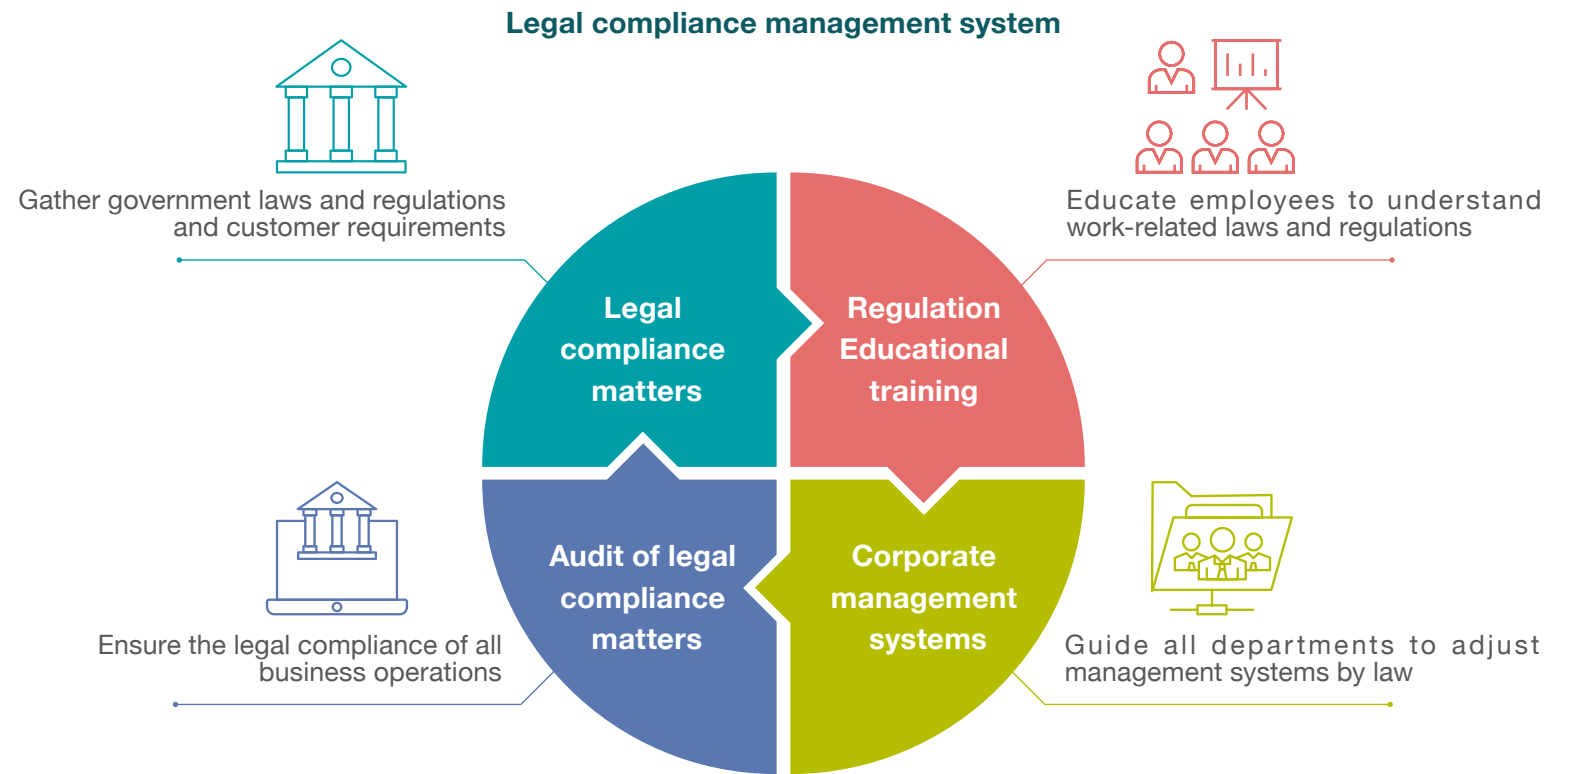 Legal compliance management system
Gather government laws and regulations
and customer requirements
Educate employees to understand
work-related laws and regulations
Legal
compliance
matters
Regulation
Educational
training
Audit of legal
compliance
matters
Corporate
management
systems
Ensure the legal compliance of all
business operations
Guide all departments to adjust
management systems by law